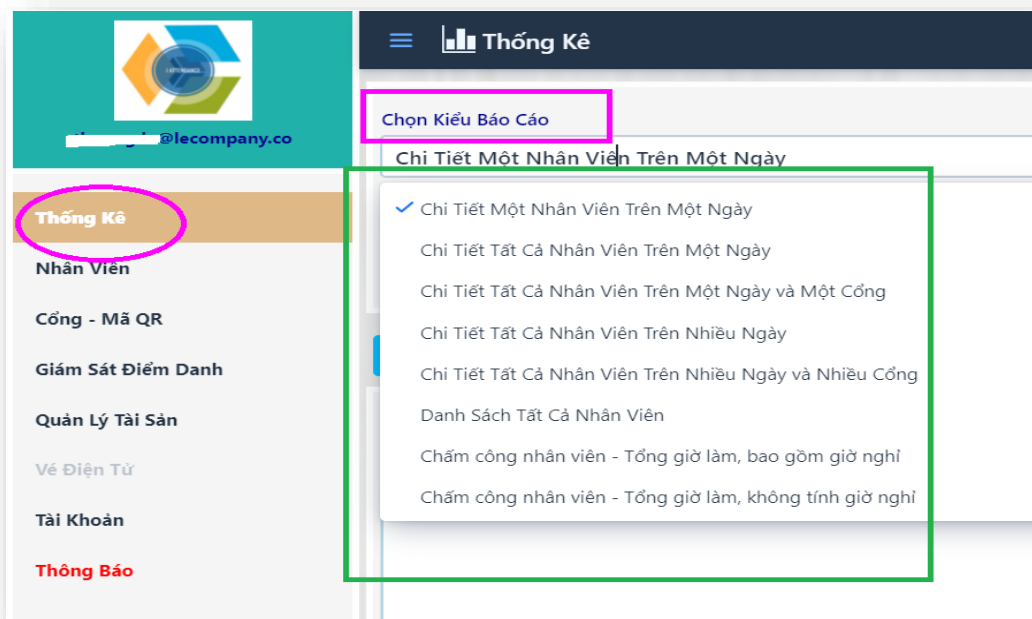 @lecompany.co
Thống Kê
Nhân Viên
Cổng - Mã QR
Giám Sát Điểm Danh
Quản Lý Tài Sản
Vé Điện Tử
Tài Khoản
Thông Báo
Thống Kê
Chọn Kiểu Báo Cáo
Chi Tiết Một Nhân Viên Trên Một Ngày
Chi Tiết Một Nhân Viên Trên Một Ngày
Chi Tiết Tất Cả Nhân Viên Trên Một Ngày
Chi Tiết Tất Cả Nhân Viên Trên Một Ngày và Một Cổng
Chi Tiết Tất Cả Nhân Viên Trên Nhiều Ngày
Chi Tiết Tất Cả Nhân Viên Trên Nhiều Ngày và Nhiều Cổng
Danh Sách Tất Cả Nhân Viên
Chấm công nhân viên - Tổng giờ làm, bao gồm giờ nghỉ
Chấm công nhân viên - Tổng giờ làm, không tính giờ nghỉ